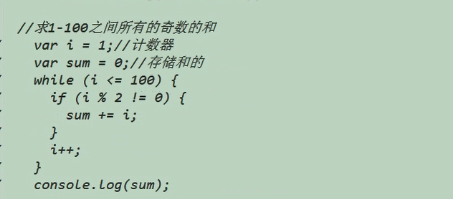 //求1-100之间所有的奇数的和
var i = 1;//计数器
var sum = 0;//存储和的
while (i <= 100) {
if (i % 2 != 0) {
sum += i;
}
i++;
}
console.log(sum);